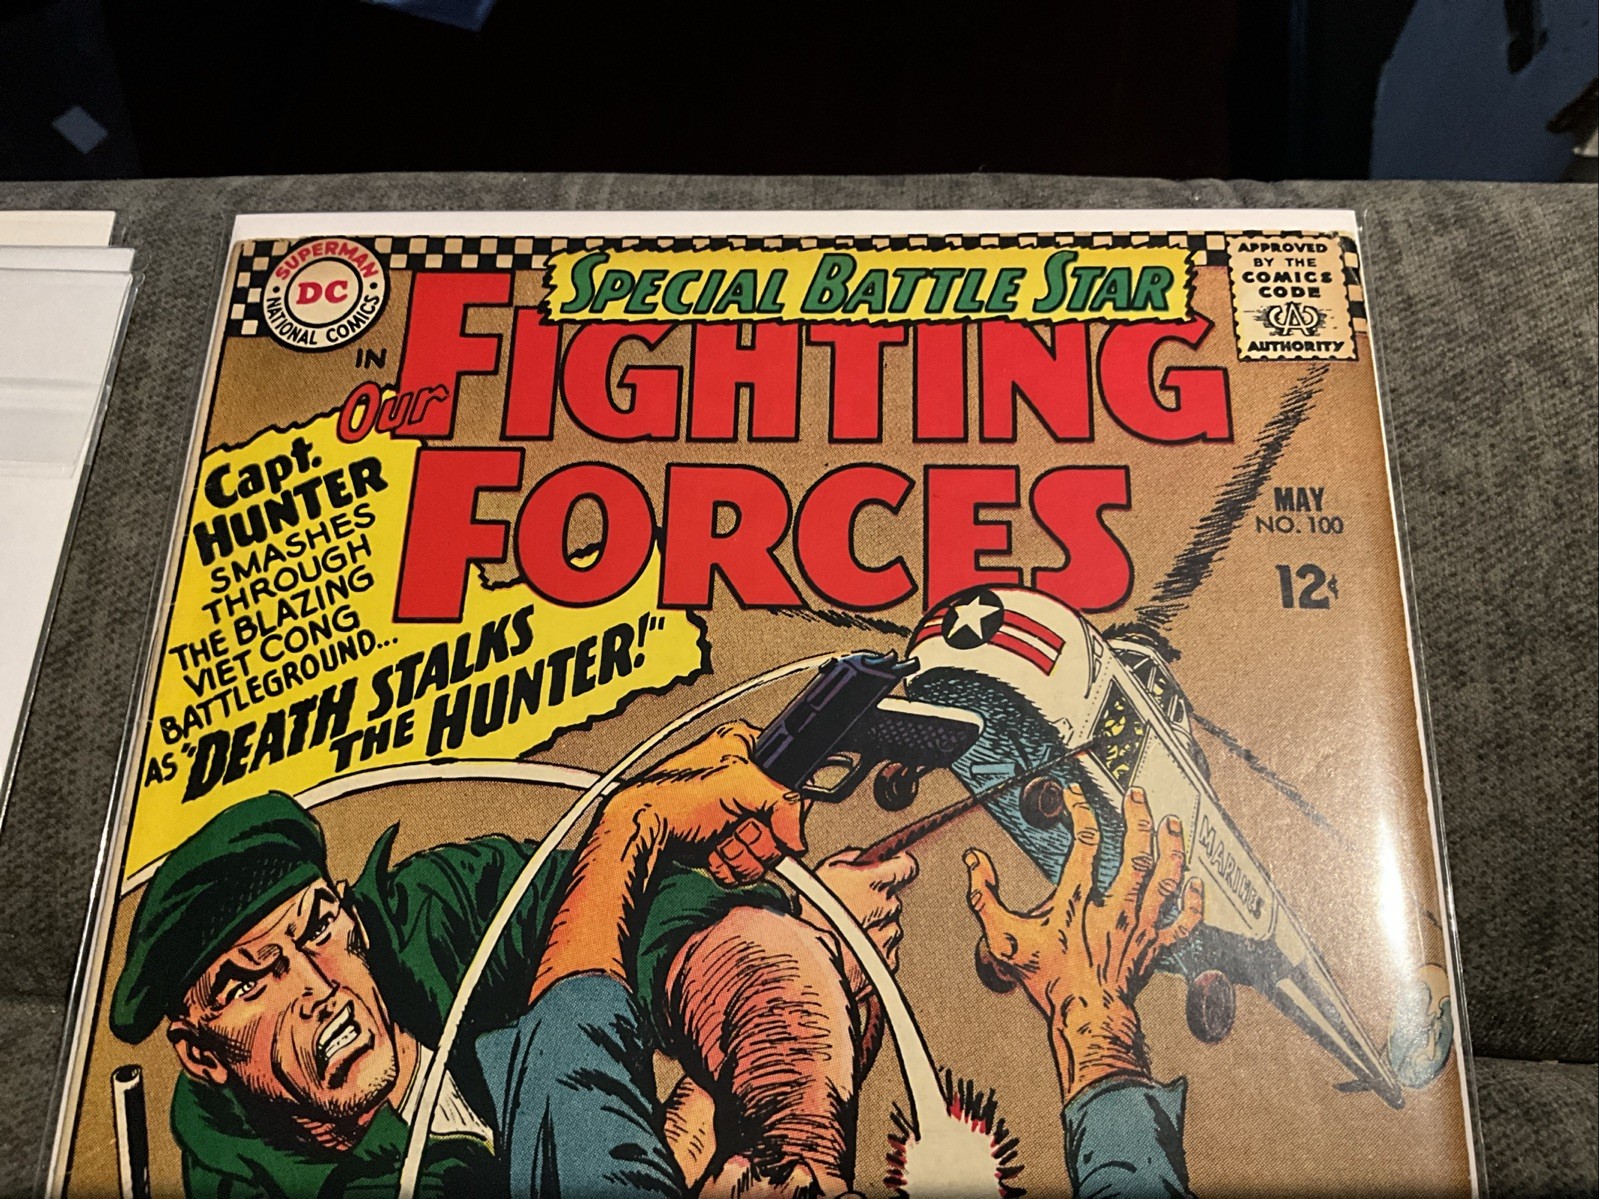 SUPERMAN
DC
NATIONAL COMICS
SPECIAL BATTLE STAR
IN
Our
FIGHTING
FORCES
APPROVED
BY THE
COMICS
CODE
CA
AUTHORITY
MAY
NO. 100
12¢
Capt.
HUNTER
SMASHES
THROUGH
THE BLAZING
VIET CONG
BATTLEGROUND...
AS "DEATH STALKS
THE HUNTER!"
MARINES